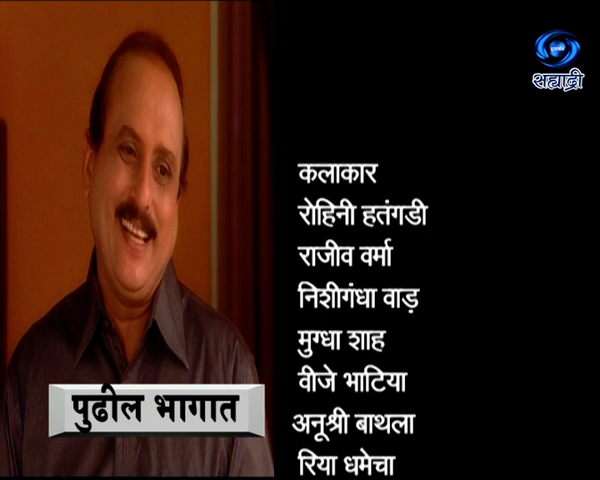 सह्याद्री
कलाकार
रोहिनी हतंगडी
राजीव वर्मा
निशीगंधा वाड़
मुग्धा शाह
वीजे भाटिया
अनूश्री बाथला
रिया धमेचा
पुढील भागात